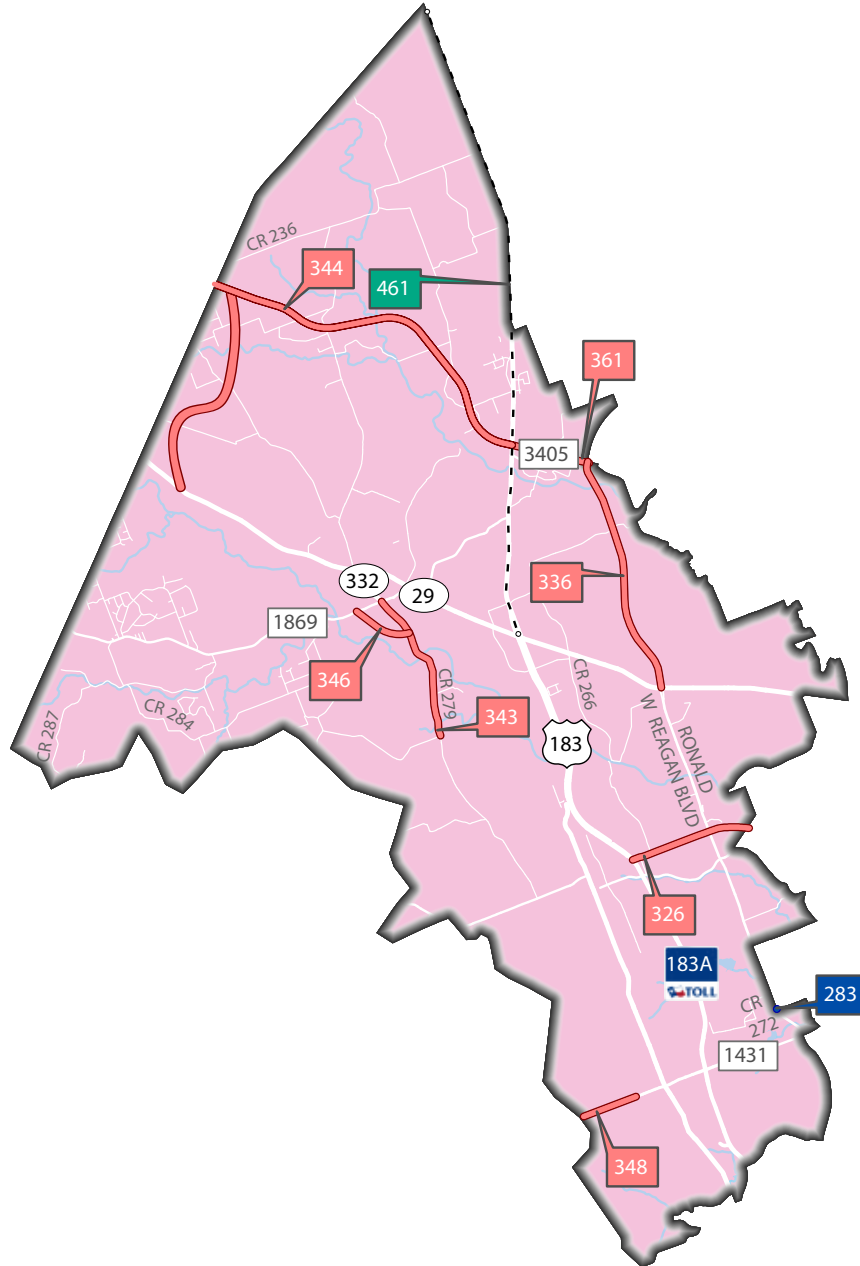 CR 236
344
461
361
3405
336
332
29
1869
346
CR 279
343
CR 266
CR 287
CR 284
183
RONALD
W REAGAN BLVD
326
183A
TOLL
283
CR
272
1431
348